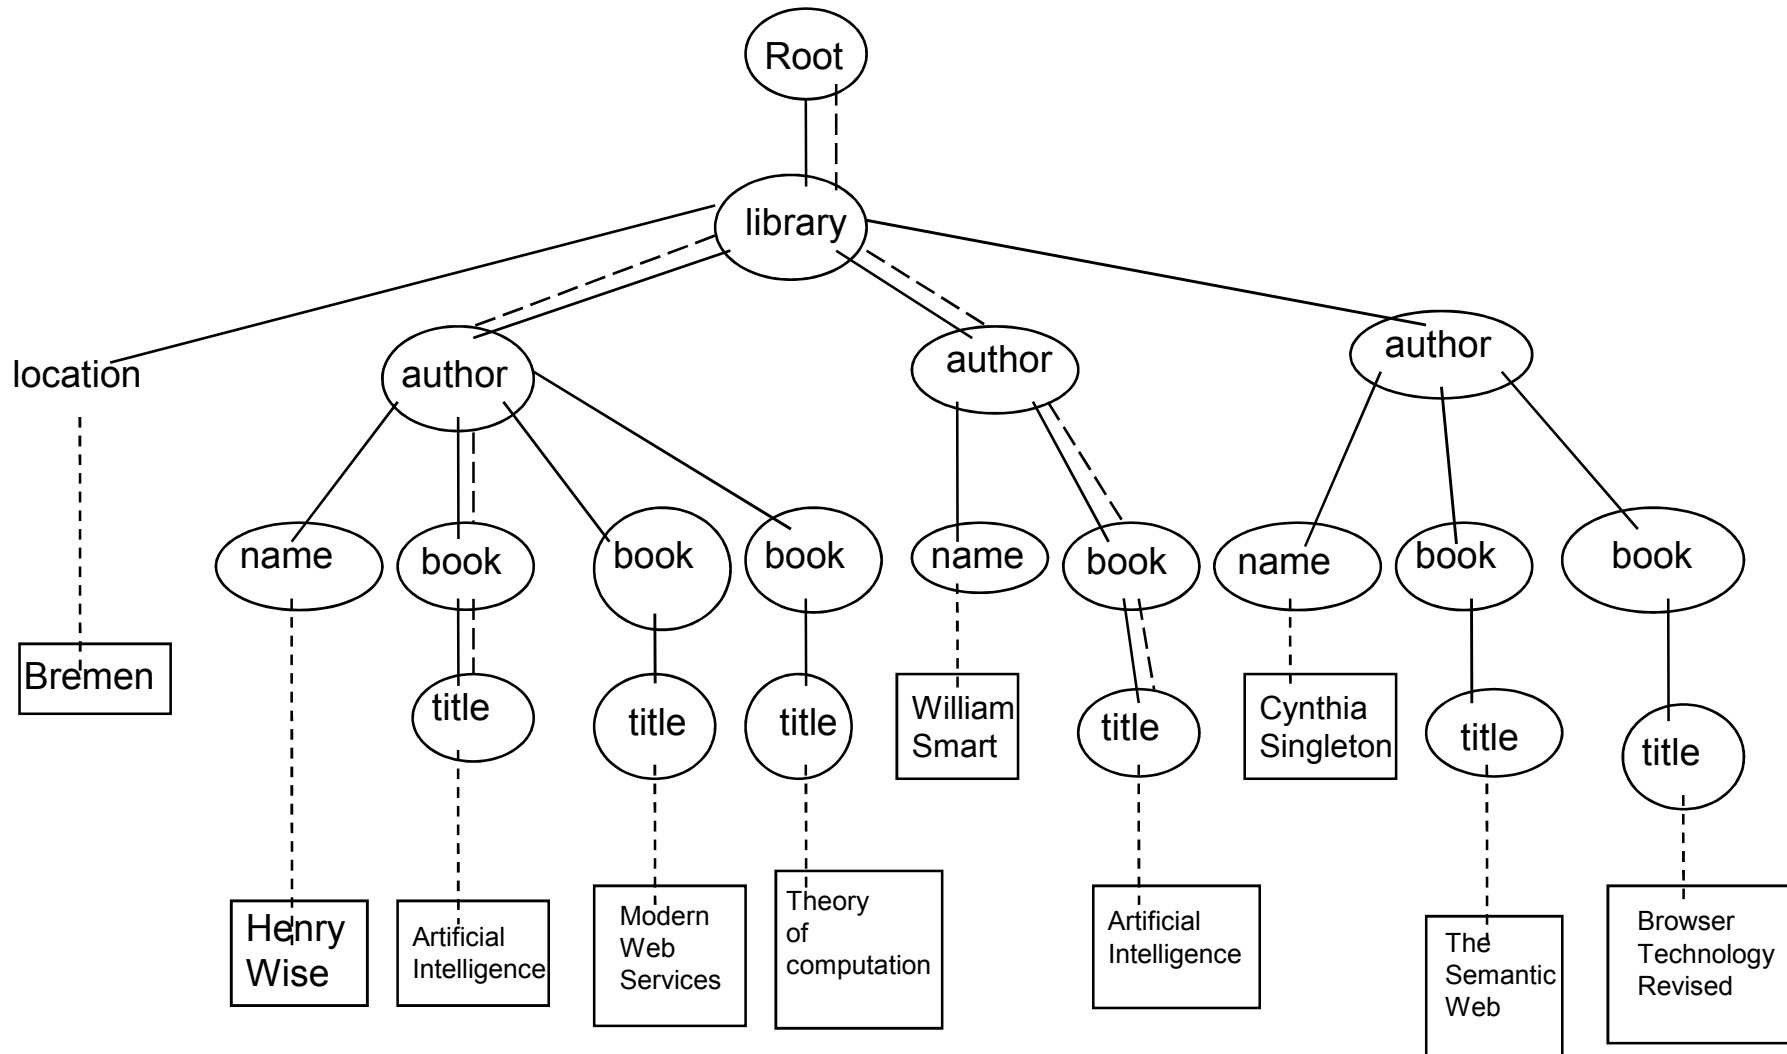 Root
library
location
author
author
author
name
book
book
book
name
book
name
book
book
Bremen
title
title
title
William
Smart
title
Cynthia
Singleton
title
title
Henry
Wise
Artificial
Intelligence
Modern
Web
Services
Theory
of
computation
Artificial
Intelligence
The
Semantic
Web
Browser
Technology
Revised